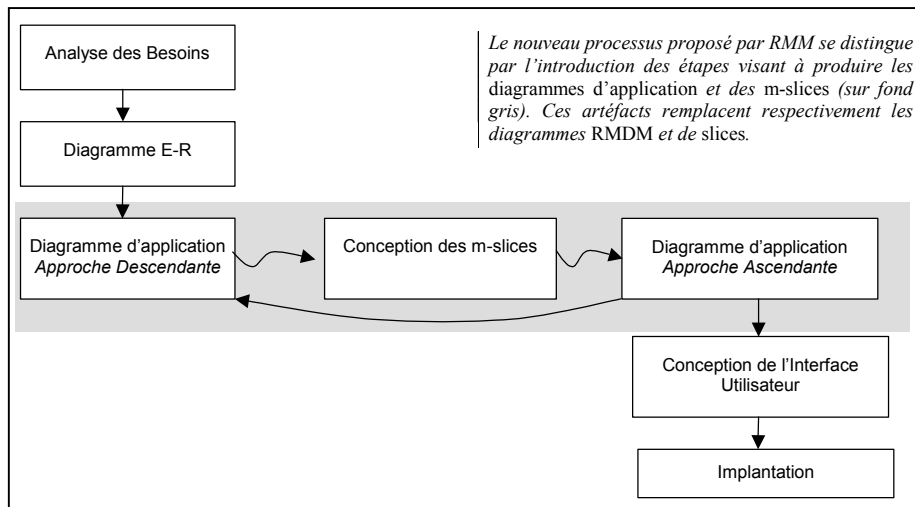 Analyse des Besoins
Le nouveau processus proposé par RMM se distingue
par l'introduction des étapes visant à produire les
diagrammes d'application et des m-slices (sur fond
gris). Ces artéfacts remplacent respectivement les
diagrammes RMDM et de slices.
Diagramme E-R
Diagramme d'application
Approche Descendante
Conception des m-slices
Diagramme d'application
Approche Ascendante
Conception de l'Interface
Utilisateur
Implantation